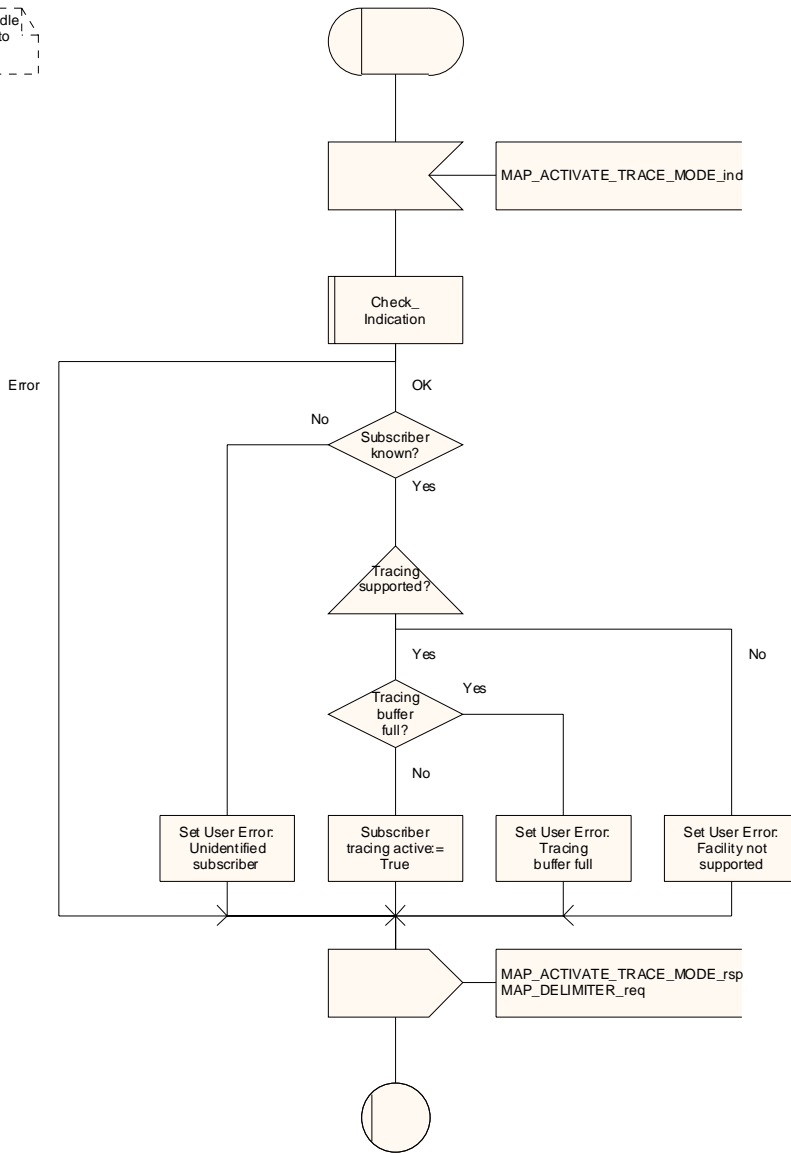 dle
to
MAP_ACTIVATE_TRACE_MODE_ind
Check_
Indication
Error
OK
No
Subscriber
known?
Yes
Tracing
supported?
Yes
No
Yes
Tracing
buffer
full?
No
Set User Error:
Unidentified
subscriber
Subscriber
tracing active:=
True
Set User Error:
Tracing
buffer full
Set User Error:
Facility not
supported
MAP_ACTIVATE_TRACE_MODE_rsp
MAP_DELIMITER_req